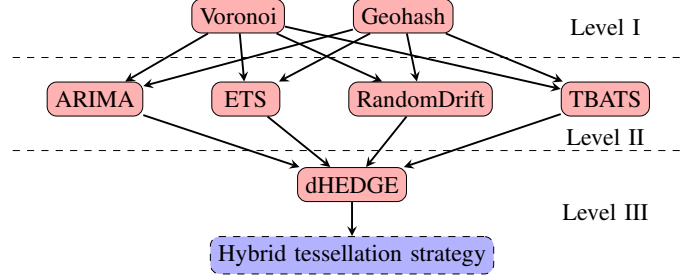 Voronoi Geohash
Level I
ARIMA ETS RandomDrift TBATS
Level II
dHEDGE
Level III
Hybrid tessellation strategy